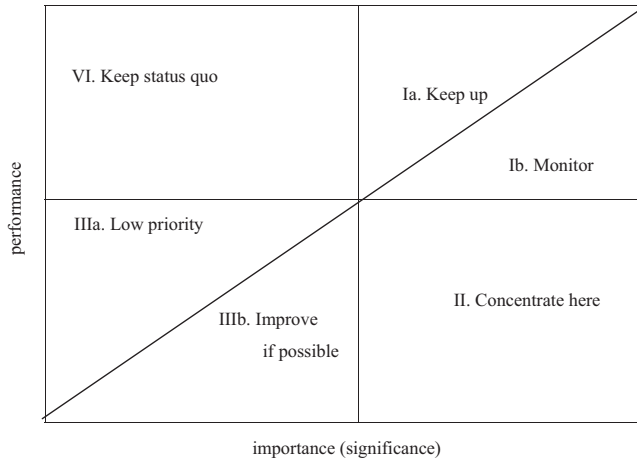 VI. Keep status quo
Ia. Keep up
Ib. Monitor
performance
IIIa. Low priority
II. Concentrate here
IIIb. Improve
if possible
importance (significance)